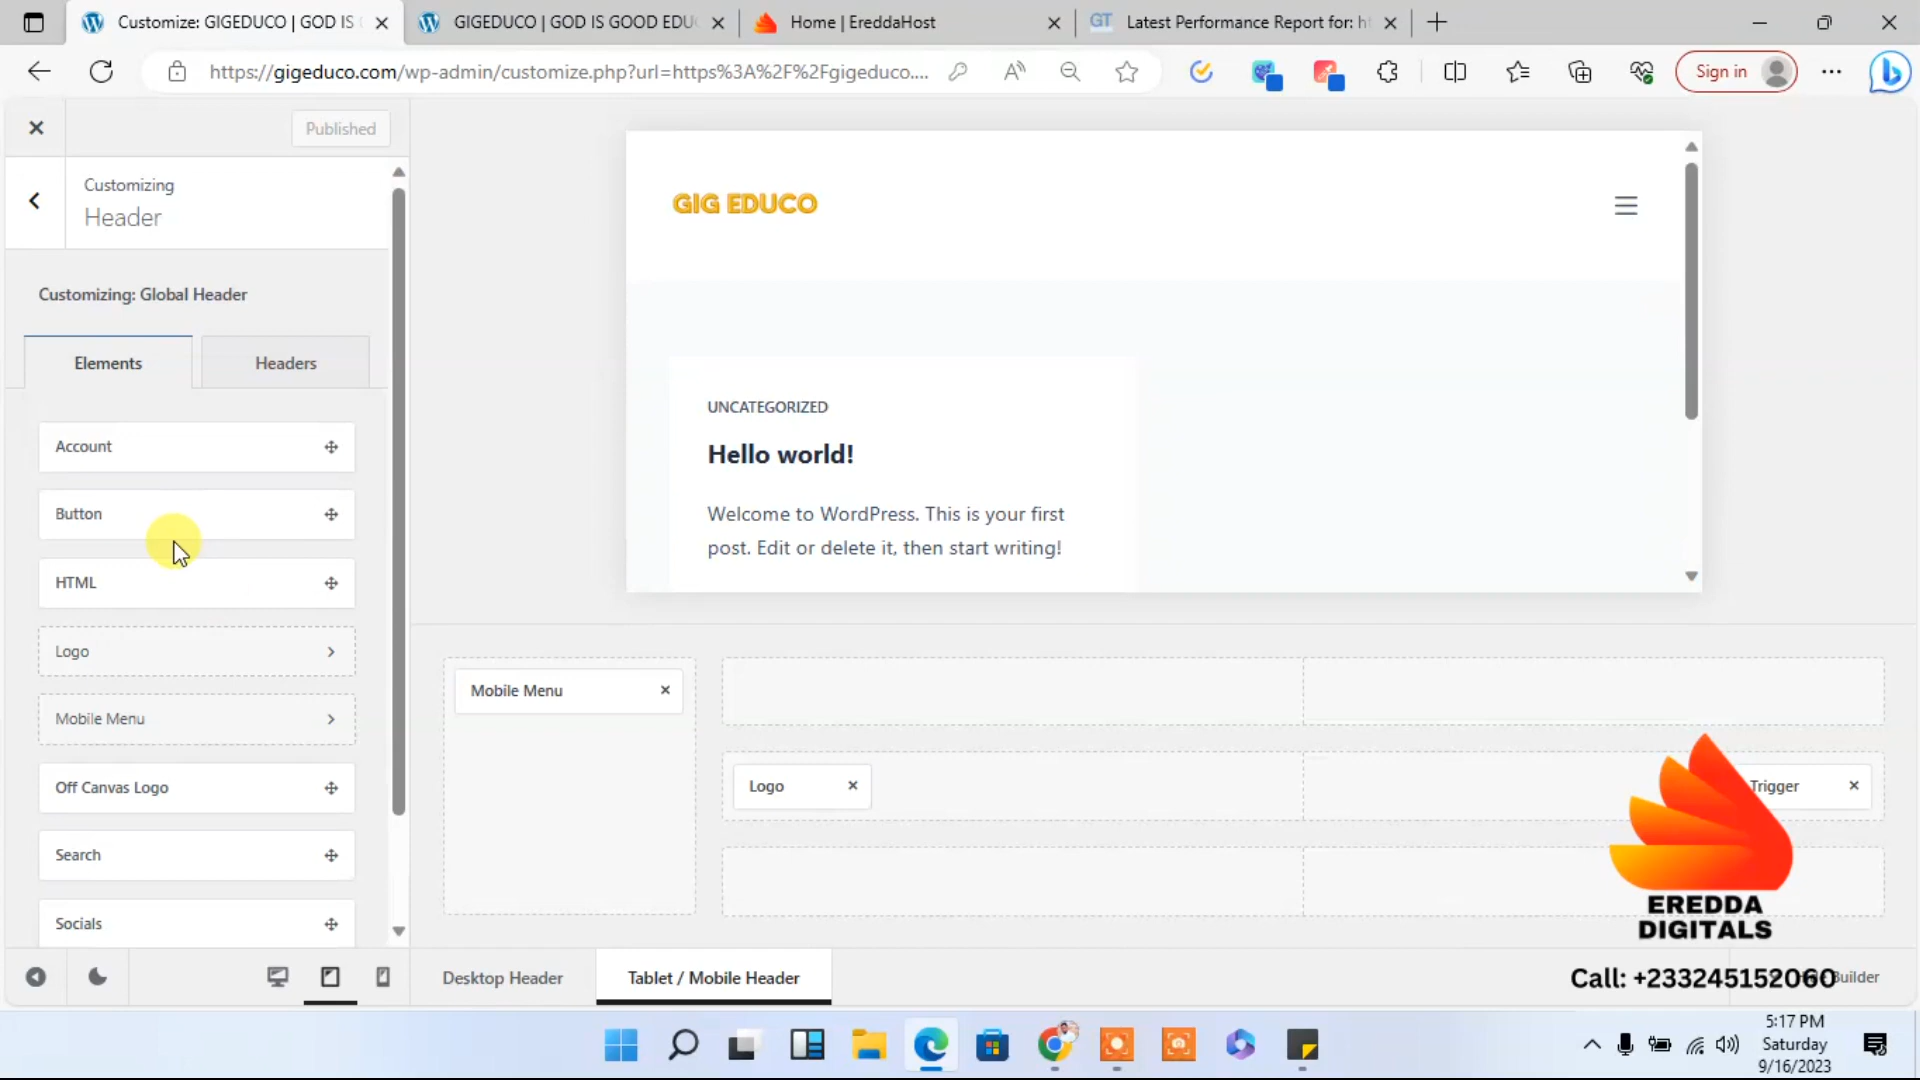 Customize: GIGEDUCO | GOD IS
GIGEDUCO | GOD IS GOOD EDU
Home | EreddaHost
GT
Latest Performance Report for: h
https://gigeduco.com/wp-admin/customize.php?url=https%3A%2F%2Fgigeduco....
Sign in
Published
Customizing
Header
Customizing: Global Header
Elements
Headers
Account
Button
HTML
Logo
Mobile Menu
Off Canvas Logo
Search
Socials
GIG EDUCO
UNCATEGORIZED
Hello world!
Welcome to WordPress. This is your first
post. Edit or delete it, then start writing!
Mobile Menu
Logo
Trigger
EREDDA
DIGITALS
Call: +233245152060
Builder
Desktop Header
Tablet / Mobile Header
5:17 PM
Saturday
9/16/2023